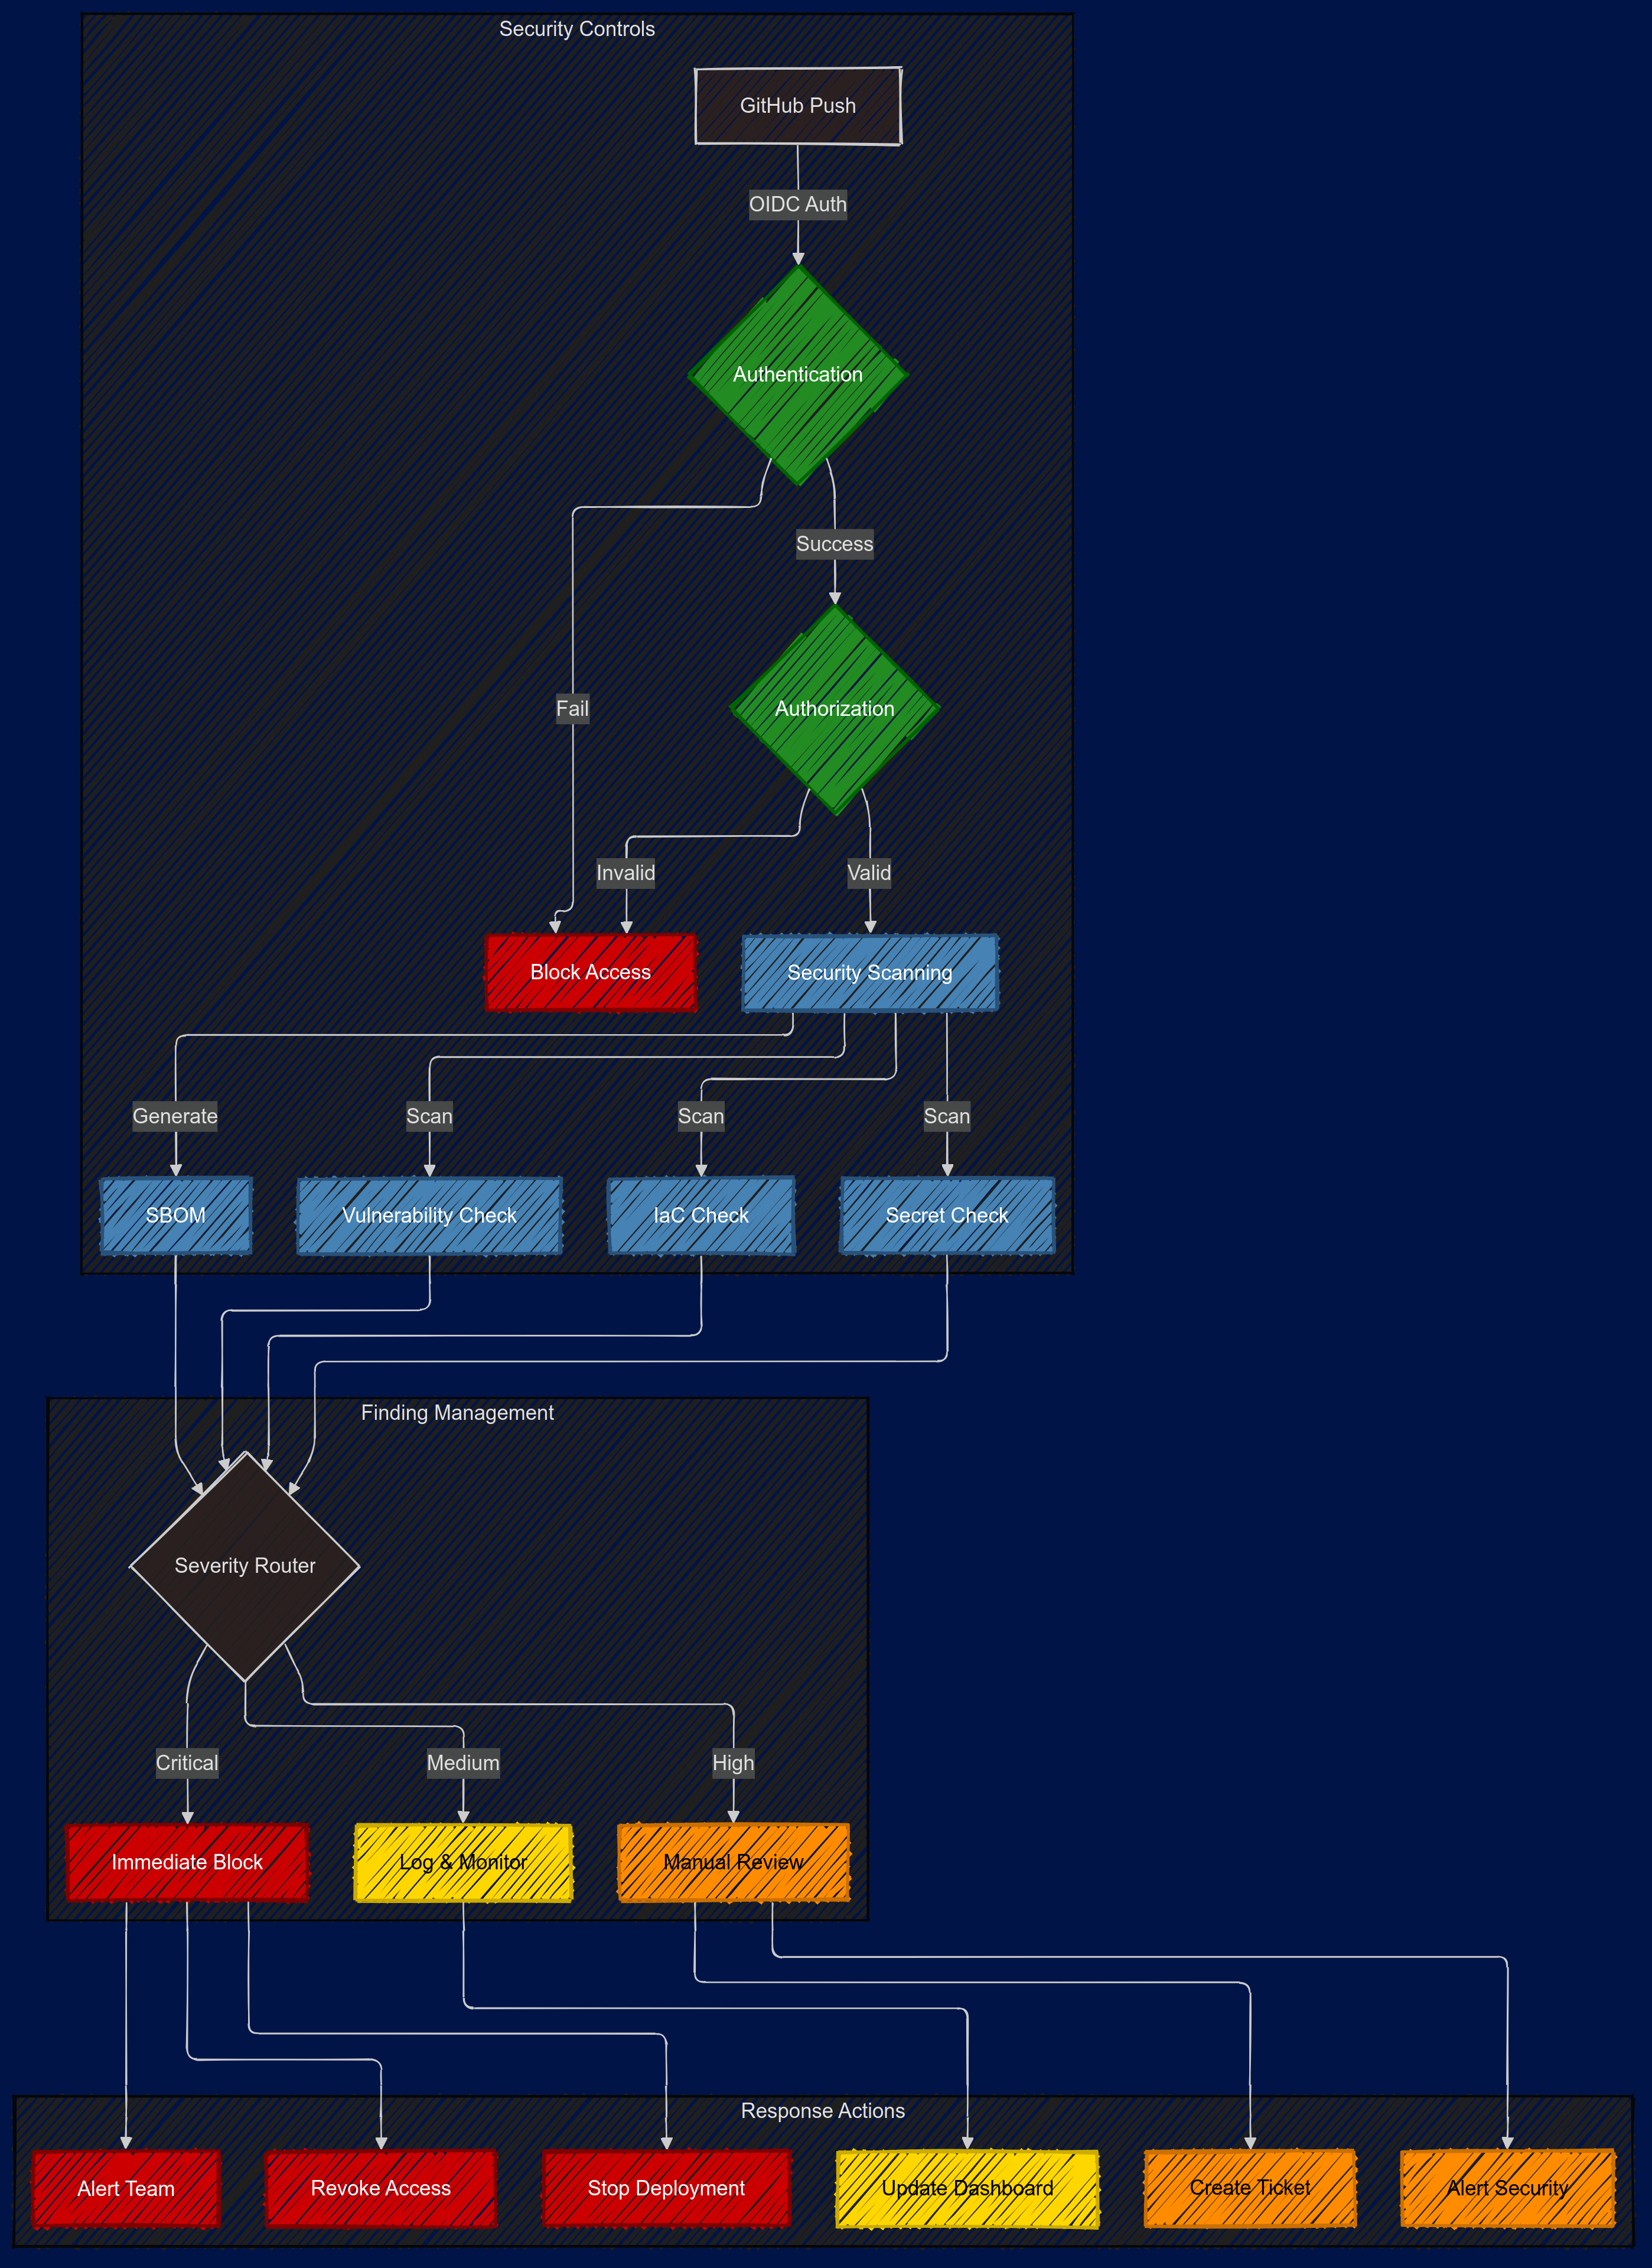 Security Controls
GitHub Push
OIDC Auth
Authentication
Success
Fail
Authorization
Invalid
Valid
Block Access
Security Scanning
Generate
Scan
Scan
Scan
SBOM
Vulnerability Check
IaC Check
Secret Check
Finding Management
Severity Router
Critical
Medium
High
Immediate Block
Log & Monitor
Manual Review
Response Actions
Alert Team
Revoke Access
Stop Deployment
Update Dashboard
Create Ticket
Alert Security